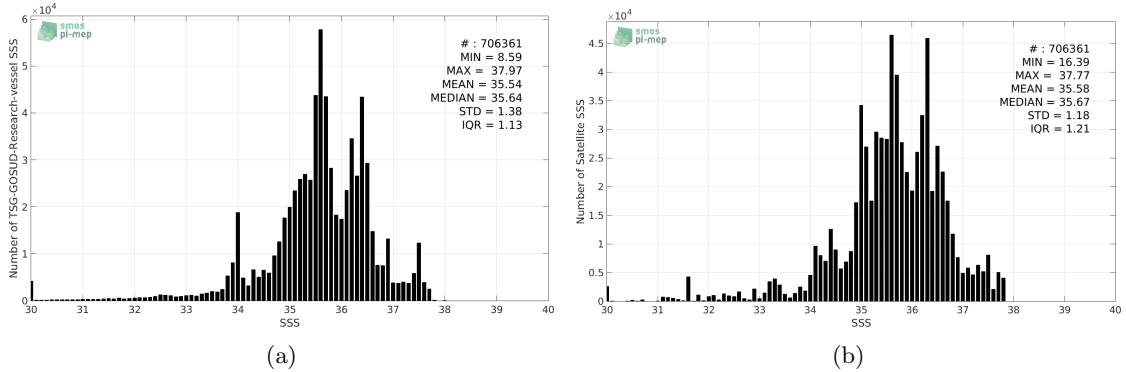 ×10⁴
smos
pi-mep
# : 706361
MIN = 8.59
MAX = 37.97
MEAN = 35.54
MEDIAN = 35.64
STD = 1.38
IQR = 1.13
Number of TSG-GOSUD-Research-vessel SSS
6
5
4
3
2
1
0
30 31 32 33 34 35 36 37 38 39 40
SSS
(a)
×10⁴
smos
pi-mep
# : 706361
MIN = 16.39
MAX = 37.77
MEAN = 35.58
MEDIAN = 35.67
STD = 1.18
IQR = 1.21
Number of Satellite SSS
4.5
4
3.5
3
2.5
2
1.5
1
0.5
0
30 31 32 33 34 35 36 37 38 39 40
SSS
(b)